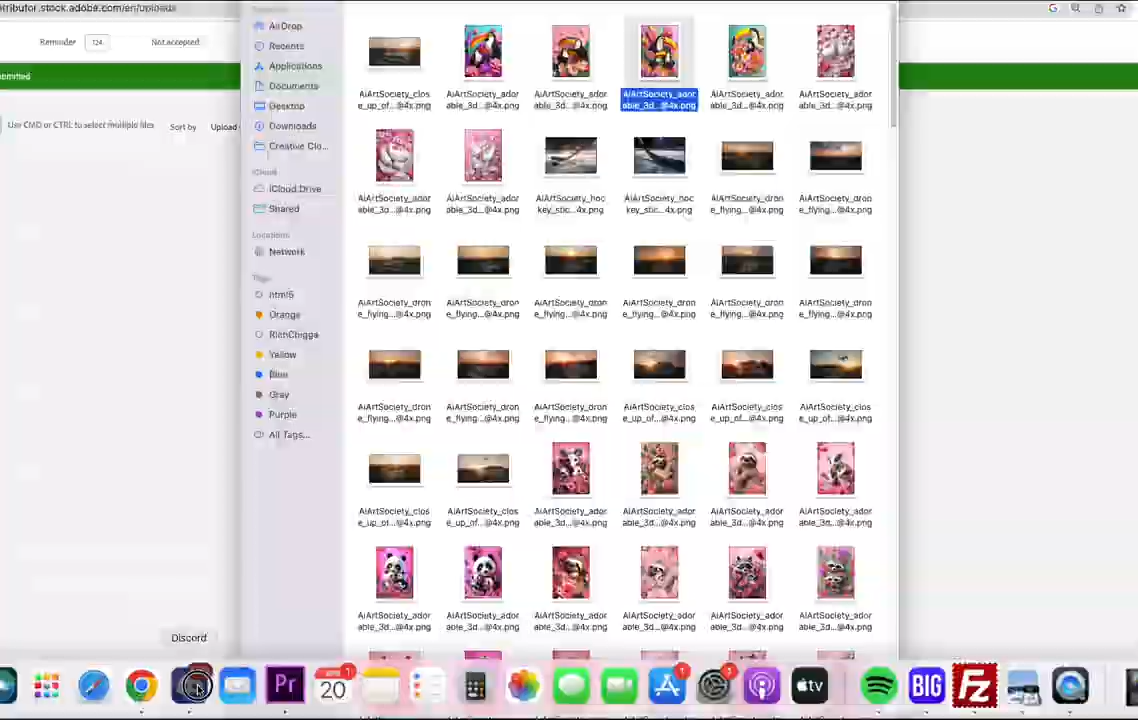 tributor.stock.adobe.com/en/uploads
Reminder 124 Not accepted
Use CMD or CTRL to select multiple files Sort by Upload
AirDrop
Recents
Applications
Documents
Desktop
Downloads
Creative Clo...
iCloud
iCloud Drive
Shared
Locations
Network
Tags
html5
Orange
RichChigga
Yellow
Blue
Gray
Purple
All Tags...
AiArtSociety_clos AiArtSociety_ador AiArtSociety_ador AiArtSociety_ador AiArtSociety_ador AiArtSociety_ador
e_up_of...@4x.png able_3d...@4x.png able_3d...@4x.png able_3d...@4x.png able_3d...@4x.png able_3d...@4x.png
AiArtSociety_ador AiArtSociety_ador AiArtSociety_hoc AiArtSociety_hoc AiArtSociety_dron AiArtSociety_dron
able_3d...@4x.png able_3d...@4x.png key_stic...@4x.png key_stic...4x.png e_flying...@4x.png e_flying...@4x.png
AiArtSociety_dron AiArtSociety_dron AiArtSociety_dron AiArtSociety_dron AiArtSociety_dron AiArtSociety_dron
e_flying...@4x.png e_flying...@4x.png e_flying...@4x.png e_flying...@4x.png e_flying...@4x.png e_flying...@4x.png
AiArtSociety_dron AiArtSociety_dron AiArtSociety_dron AiArtSociety_clos AiArtSociety_clos AiArtSociety_clos
e_flying...@4x.png e_flying...@4x.png e_flying...@4x.png e_up_of...@4x.png e_up_of...@4x.png e_up_of...@4x.png
AiArtSociety_clos AiArtSociety_clos AiArtSociety_ador AiArtSociety_ador AiArtSociety_ador AiArtSociety_ador
e_up_of...@4x.png e_up_of...@4x.png able_3d...@4x.png able_3d...@4x.png able_3d...@4x.png able_3d...@4x.png
AiArtSociety_ador AiArtSociety_ador AiArtSociety_ador AiArtSociety_ador AiArtSociety_ador AiArtSociety_ador
able_3d...@4x.png able_3d...@4x.png able_3d...@4x.png able_3d...@4x.png able_3d...@4x.png able_3d...@4x.png
Discord
Pr 20 1 1 1 tv BIG Fz